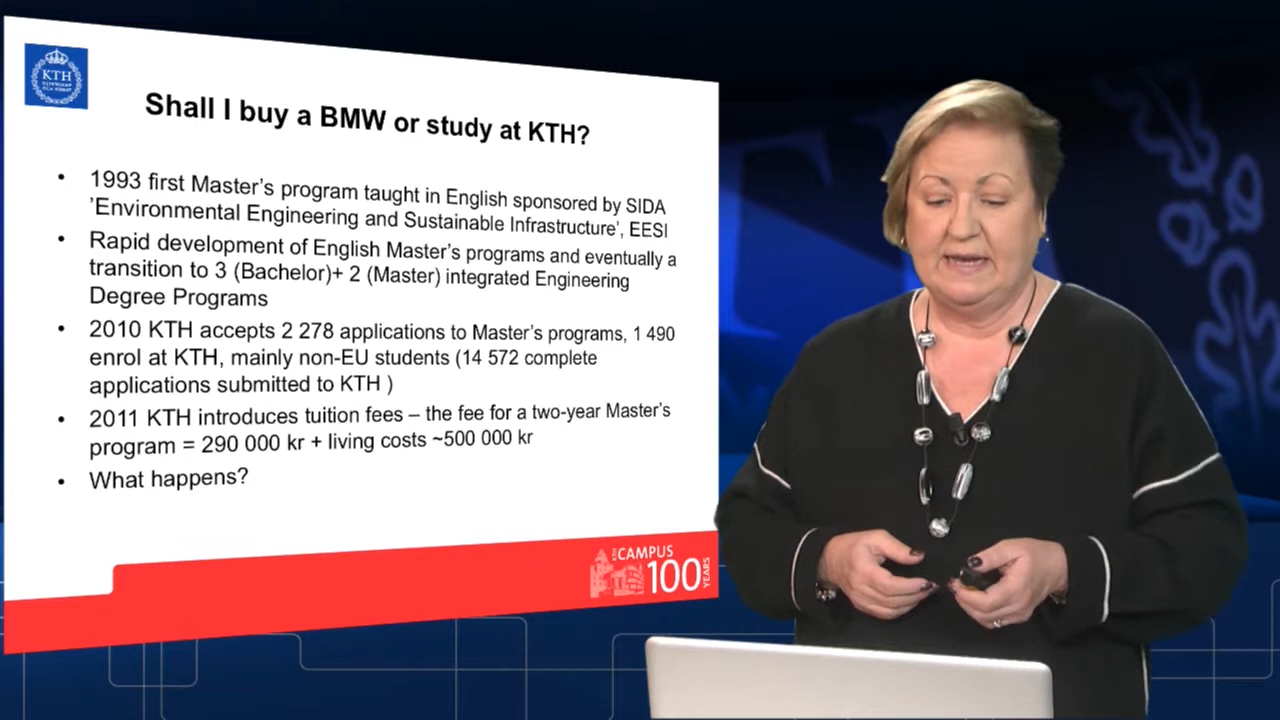 KTH
VETENSKAP
OCH KONST
Shall I buy a BMW or study at KTH?
• 1993 first Master's program taught in English sponsored by SIDA
'Environmental Engineering and Sustainable Infrastructure', EESI
• Rapid development of English Master's programs and eventually a
transition to 3 (Bachelor)+ 2 (Master) integrated Engineering
Degree Programs
• 2010 KTH accepts 2 278 applications to Master's programs, 1 490
enrol at KTH, mainly non-EU students (14 572 complete
applications submitted to KTH )
• 2011 KTH introduces tuition fees – the fee for a two-year Master's
program = 290 000 kr + living costs ~500 000 kr
• What happens?
KTH CAMPUS
100 YEARS